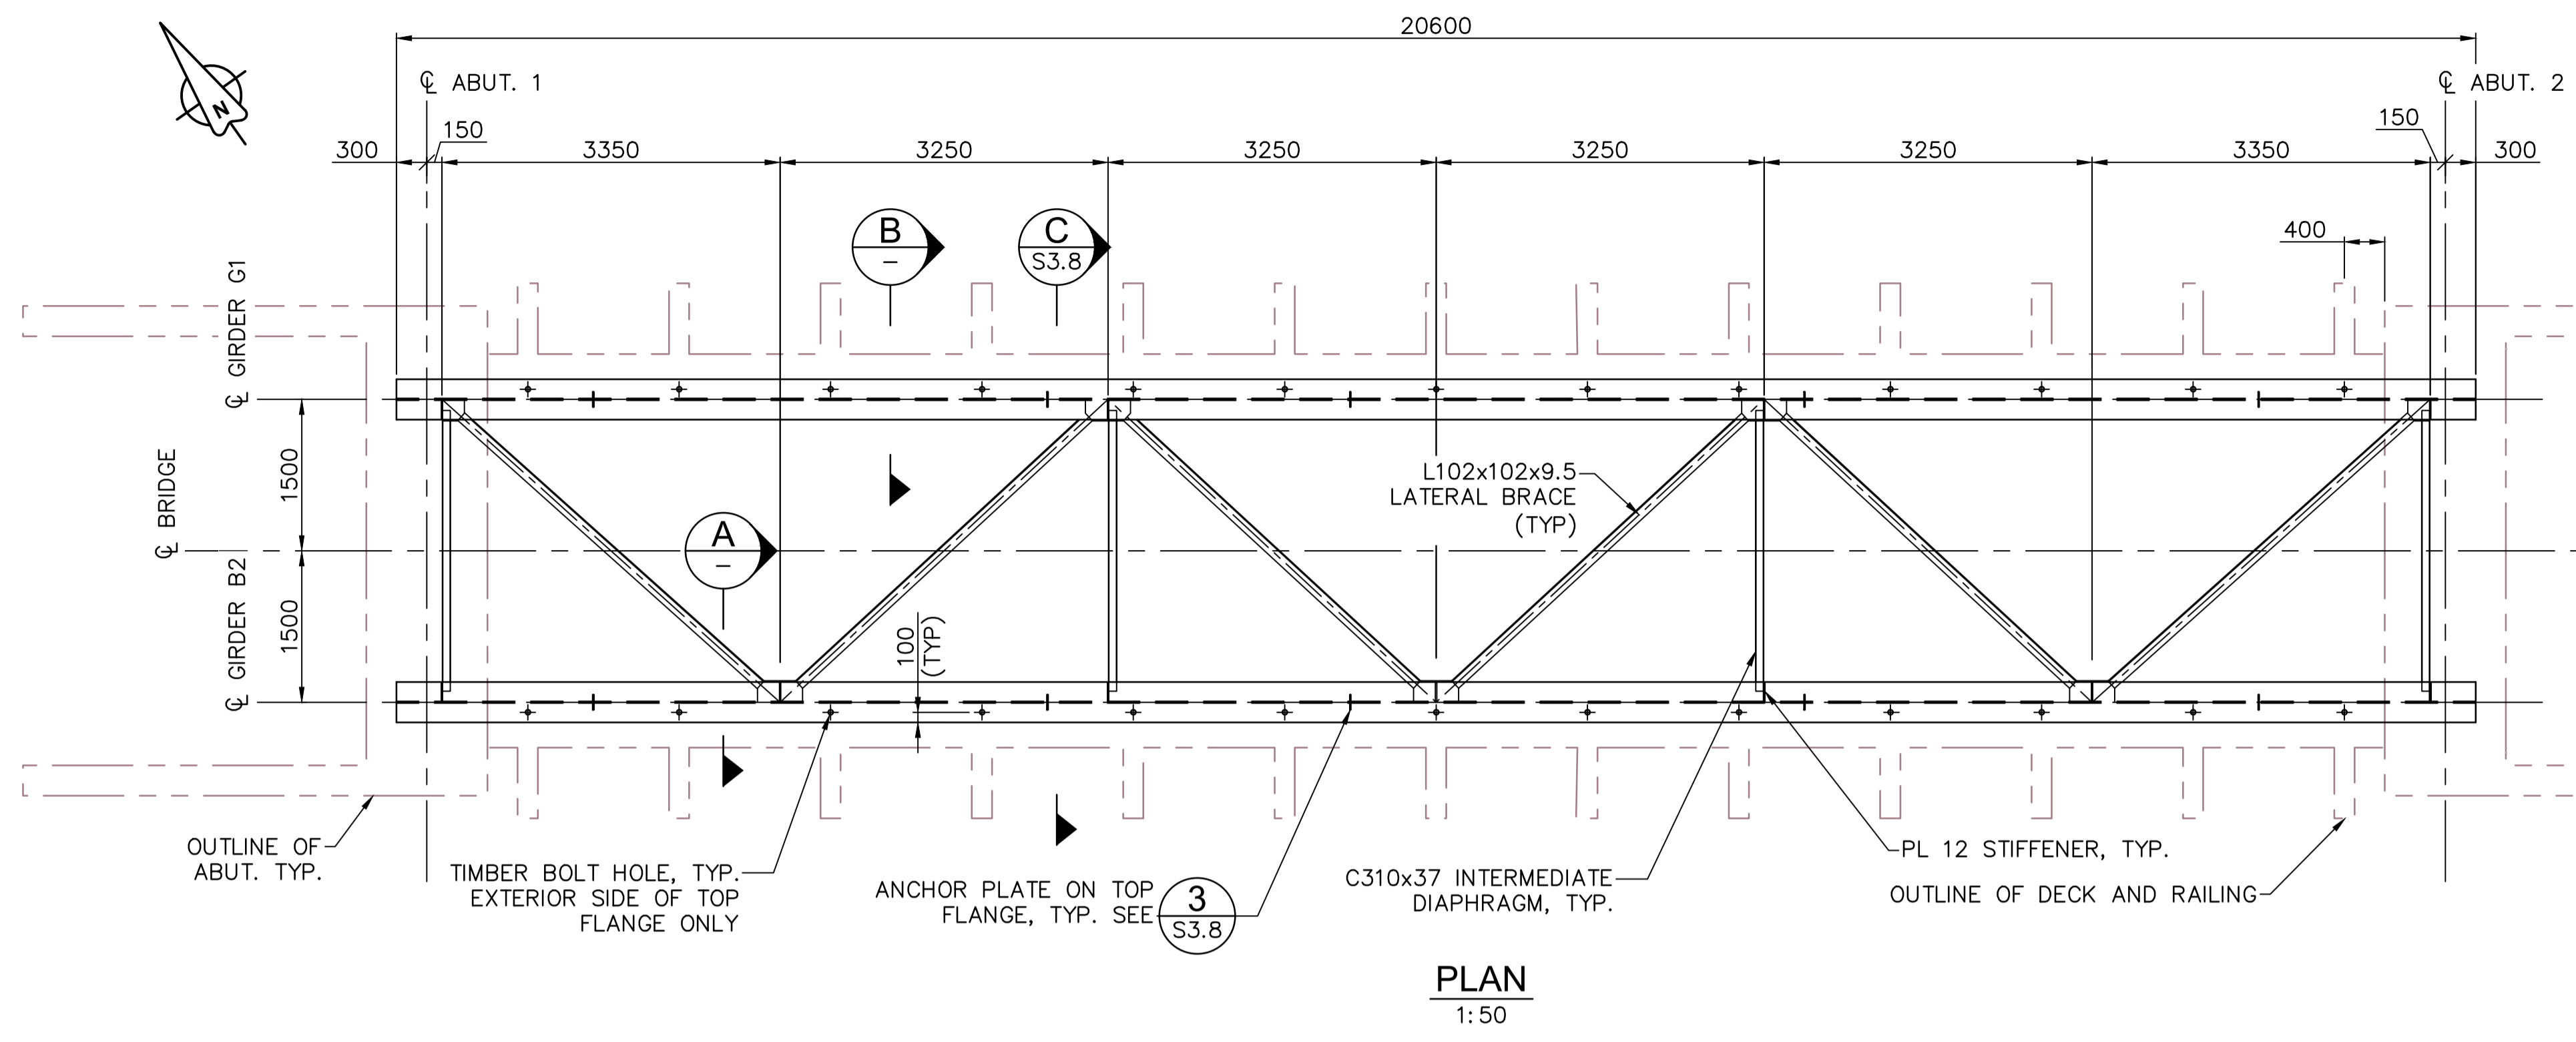 20600
℄ ABUT. 1
℄ ABUT. 2
N
150
150
300
3350
3250
3250
3250
3250
3350
300
400
B
–
C
S3.8
℄ GIRDER G1
℄ BRIDGE
℄ GIRDER B2
1500
1500
L102x102x9.5
LATERAL BRACE
(TYP)
A
–
100
(TYP)
OUTLINE OF
ABUT. TYP.
TIMBER BOLT HOLE, TYP.
EXTERIOR SIDE OF TOP
FLANGE ONLY
ANCHOR PLATE ON TOP
FLANGE, TYP. SEE
3
S3.8
C310x37 INTERMEDIATE
DIAPHRAGM, TYP.
PL 12 STIFFENER, TYP.
OUTLINE OF DECK AND RAILING
PLAN
1:50